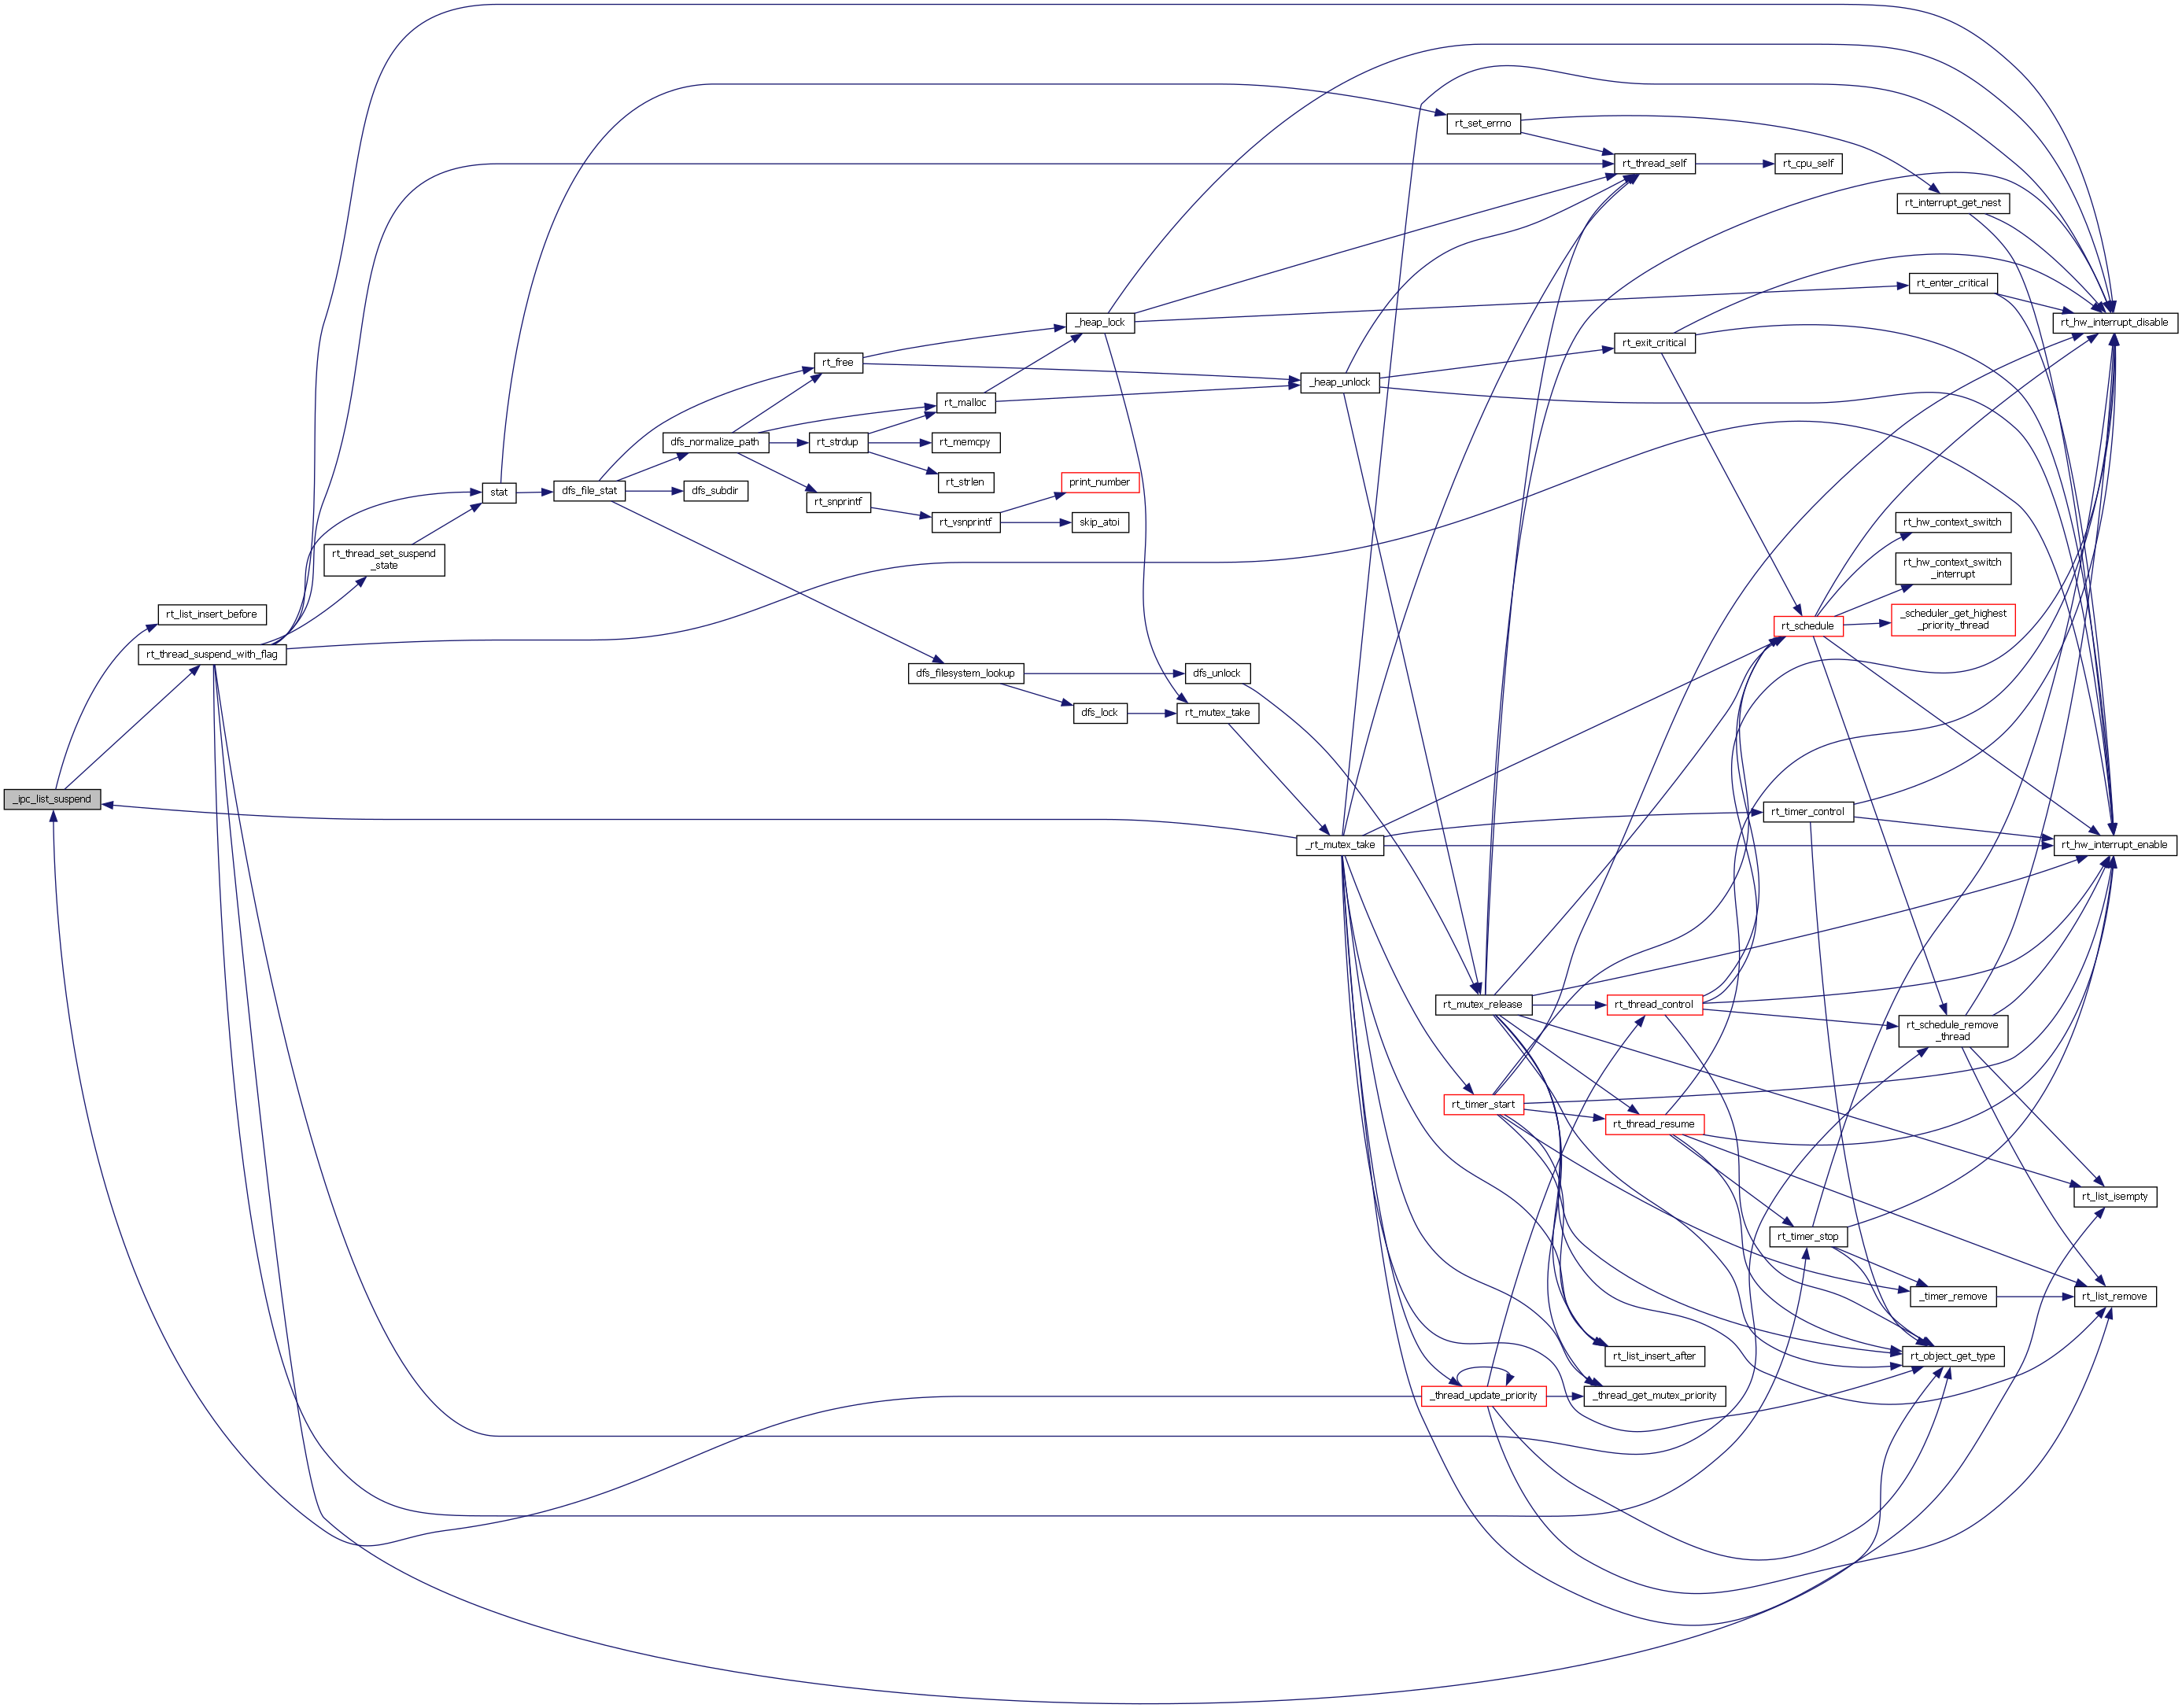 rt_set_errno
rt_thread_self
rt_cpu_self
rt_interrupt_get_nest
rt_enter_critical
_heap_lock
rt_hw_interrupt_disable
rt_exit_critical
rt_free
_heap_unlock
rt_malloc
dfs_normalize_path
rt_strdup
rt_memcpy
print_number
rt_strlen
stat
dfs_file_stat
dfs_subdir
rt_snprintf
rt_vsnprintf
skip_atoi
rt_hw_context_switch
rt_thread_set_suspend
_state
rt_hw_context_switch
_interrupt
rt_list_insert_before
_scheduler_get_highest
_priority_thread
rt_schedule
rt_thread_suspend_with_flag
dfs_filesystem_lookup
dfs_unlock
dfs_lock
rt_mutex_take
_ipc_list_suspend
rt_timer_control
_rt_mutex_take
rt_hw_interrupt_enable
rt_mutex_release
rt_thread_control
rt_schedule_remove
_thread
rt_timer_start
rt_thread_resume
rt_list_isempty
rt_timer_stop
_timer_remove
rt_list_remove
rt_list_insert_after
rt_object_get_type
_thread_update_priority
_thread_get_mutex_priority